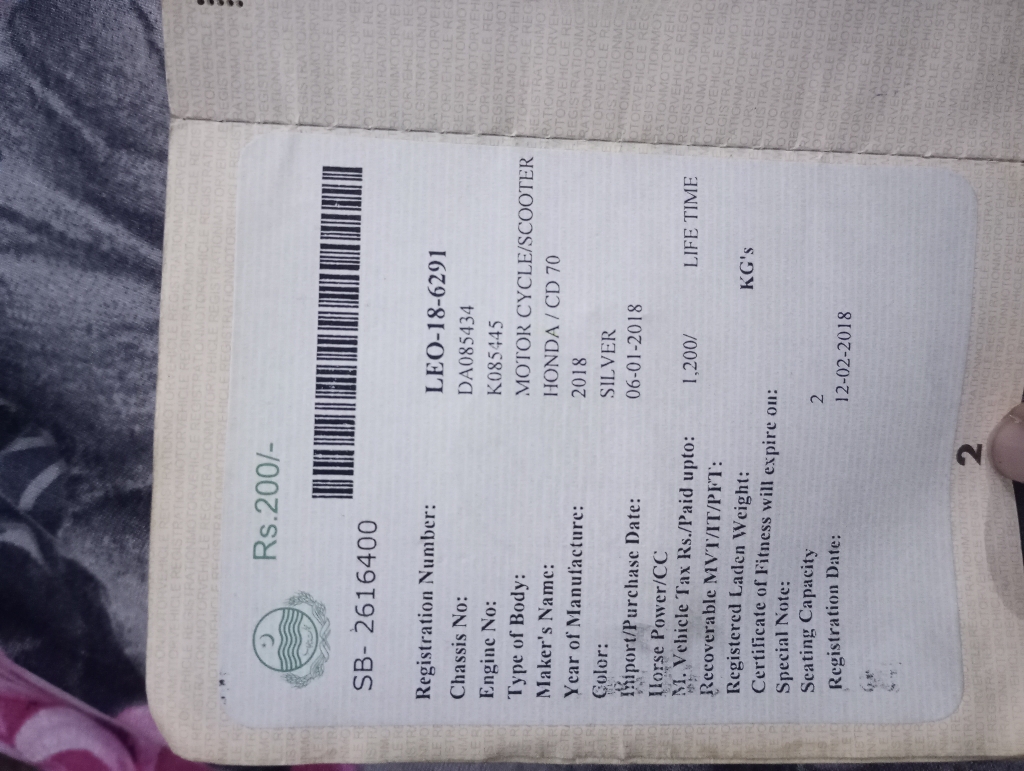 Rs.200/-
SB- 2616400
Registration Number: LEO-18-6291
Chassis No: DA085434
Engine No: K085445
Type of Body: MOTOR CYCLE/SCOOTER
Maker's Name: HONDA / CD 70
Year of Manufacture: 2018
Color: SILVER
Import/Purchase Date: 06-01-2018
Horse Power/CC
M. Vehicle Tax Rs./Paid upto: 1,200/ LIFE TIME
Recoverable MVT/IT/PFT:
Registered Laden Weight: KG's
Certificate of Fitness will expire on:
Special Note:
Seating Capacity 2
Registration Date: 12-02-2018
2